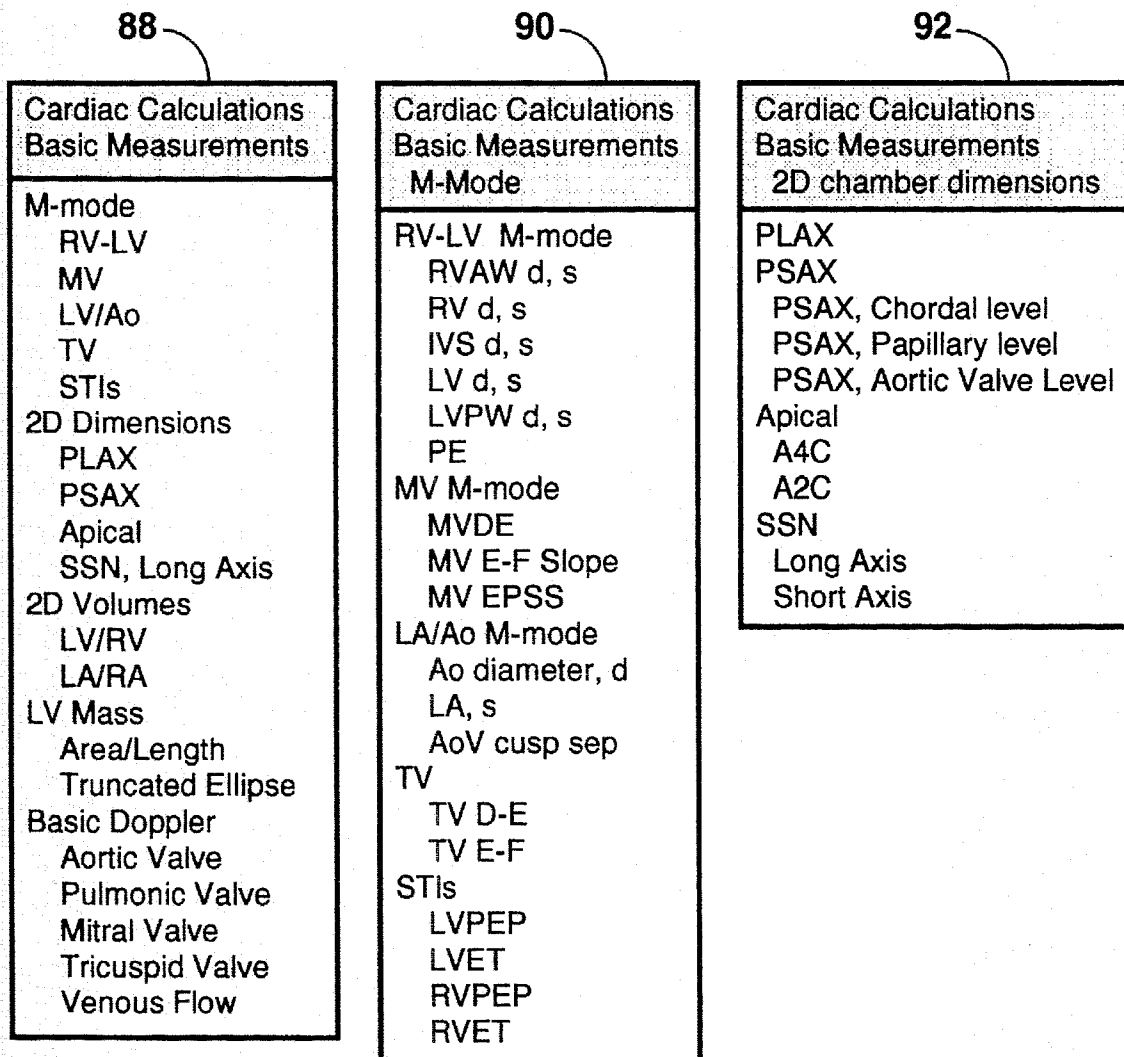 88
Cardiac Calculations
Basic Measurements
M-mode
RV-LV
MV
LV/Ao
TV
STIs
2D Dimensions
PLAX
PSAX
Apical
SSN, Long Axis
2D Volumes
LV/RV
LA/RA
LV Mass
Area/Length
Truncated Ellipse
Basic Doppler
Aortic Valve
Pulmonic Valve
Mitral Valve
Tricuspid Valve
Venous Flow
90
Cardiac Calculations
Basic Measurements
M-Mode
RV-LV M-mode
RVAW d, s
RV d, s
IVS d, s
LV d, s
LVPW d, s
PE
MV M-mode
MVDE
MV E-F Slope
MV EPSS
LA/Ao M-mode
Ao diameter, d
LA, s
AoV cusp sep
TV
TV D-E
TV E-F
STIs
LVPEP
LVET
RVPEP
RVET
92
Cardiac Calculations
Basic Measurements
2D chamber dimensions
PLAX
PSAX
PSAX, Chordal level
PSAX, Papillary level
PSAX, Aortic Valve Level
Apical
A4C
A2C
SSN
Long Axis
Short Axis